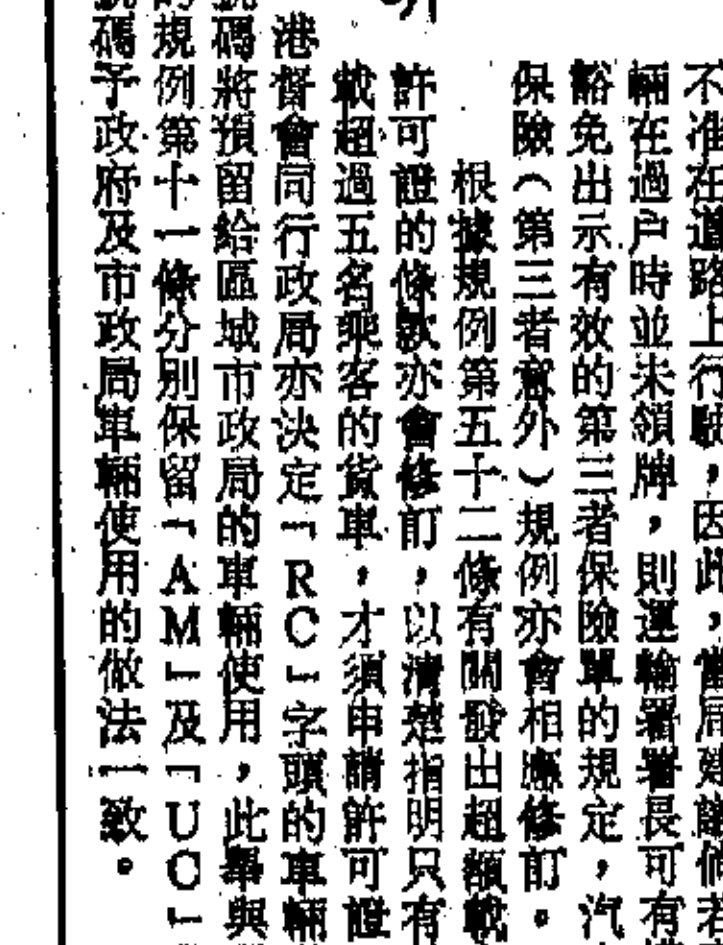 不准在道路上行駛，因此，當局建議倘若
輛在過戶時並未領牌，則運輸署署長可有
豁免出示有效的第三者保險單的規定，汽
保險（第三者意外）規例亦會相應修訂。
根據規例第五十二條有關發出超額載
許可證的條款亦會修訂，以清楚指明只有
載超過五名乘客的貨車，才須申請許可證
港督會同行政局亦決定「RC」字頭的車輛
號碼將預留給區域市政局的車輛使用，此舉與
規例第十一條分別保留「AM」及「UC」
碼予政府及市政局車輛使用的做法一致。